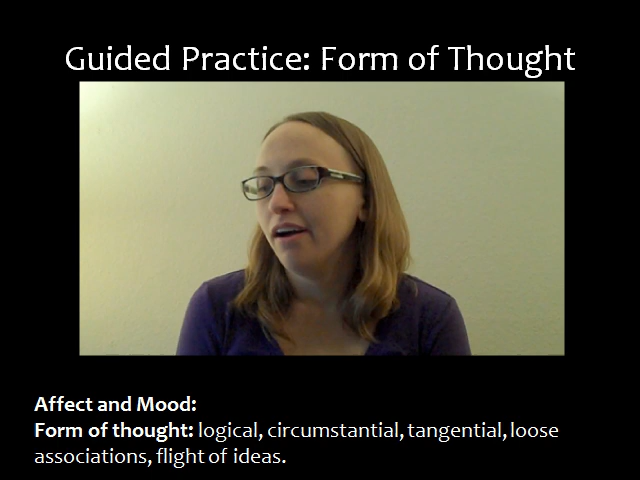 Guided Practice: Form of Thought
Affect and Mood:
Form of thought: logical, circumstantial, tangential, loose
associations, flight of ideas.